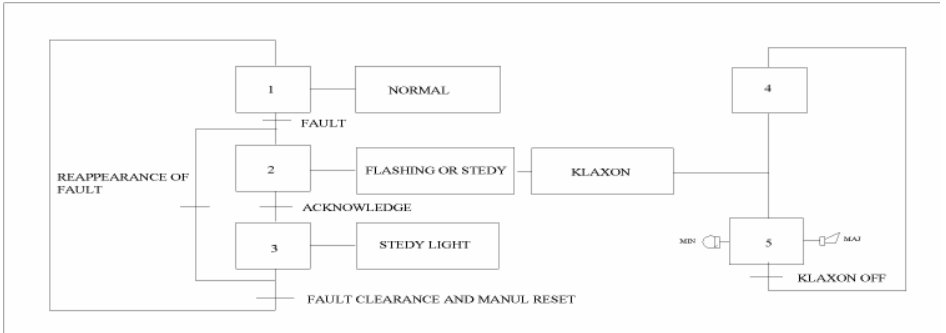 1
NORMAL
4
FAULT
2
FLASHING OR STEDY
KLAXON
REAPPEARANCE OF
FAULT
ACKNOWLEDGE
3
STEDY LIGHT
MIN
5
MAJ
KLAXON OFF
FAULT CLEARANCE AND MANUL RESET